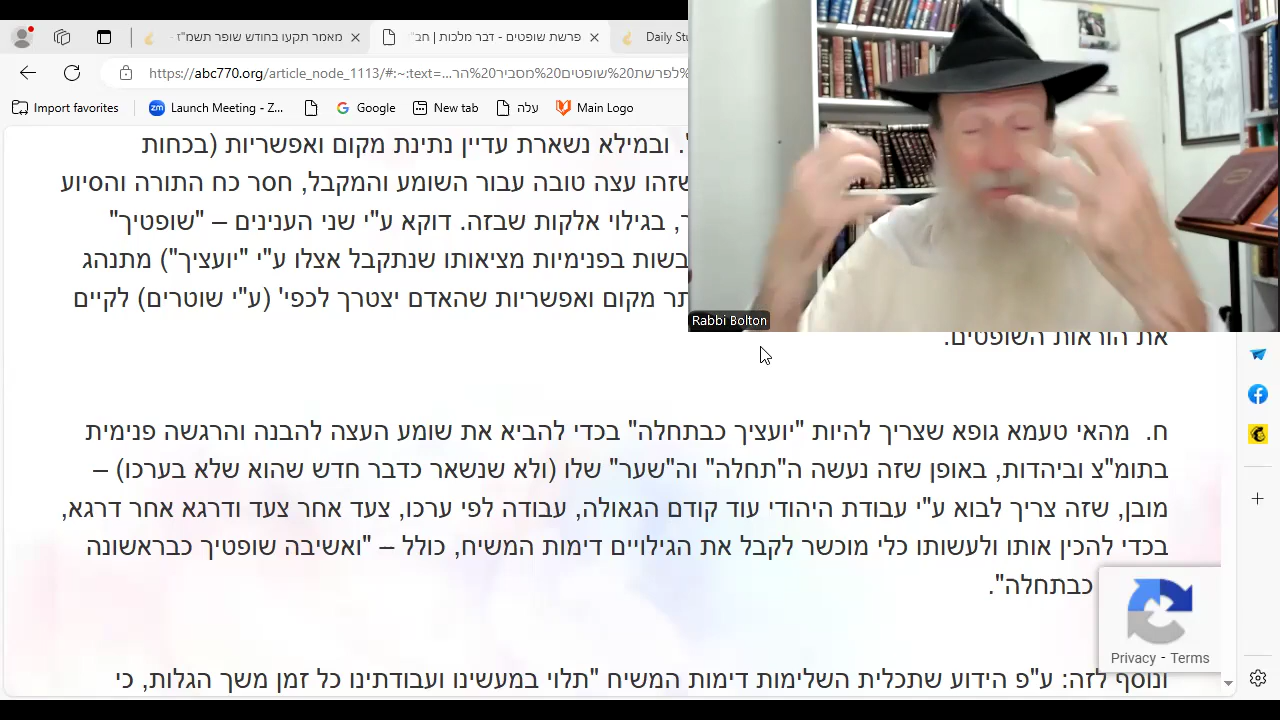 מאמר תקעו בחודש שופר תשמ"ז -
פרשת שופטים - דבר מלכות | חב"
Daily Stu
https://abc770.org/article_node_1113/#:~:text=...לפרשת%20שופטים%20מסביר%20הר
Import favorites
Launch Meeting - Z...
Google
New tab
עלה
Main Logo
'. ובמילא נשארת עדיין נתינת מקום ואפשריות (בכחות
שזהו עצה טובה עבור השומע והמקבל, חסר כח התורה והסיוע
ר, בגילוי אלקות שבזה. דוקא ע"י שני הענינים – "שופטיך"
בשות בפנימיות מציאותו שנתקבל אצלו ע"י "יועציך") מתנהג
תר מקום ואפשריות שהאדם יצטרך לכפי' (ע"י שוטרים) לקיים
את הוראות השופטים.
Rabbi Bolton
ח. מהאי טעמא גופא שצריך להיות "יועציך כבתחלה" בכדי להביא את שומע העצה להבנה והרגשה פנימית
בתומ"צ וביהדות, באופן שזה נעשה ה"תחלה" וה"שער" שלו (ולא שנשאר כדבר חדש שהוא שלא בערכו) –
מובן, שזה צריך לבוא ע"י עבודת היהודי עוד קודם הגאולה, עבודה לפי ערכו, צעד אחר צעד ודרגא אחר דרגא,
בכדי להכין אותו ולעשותו כלי מוכשר לקבל את הגילויים דימות המשיח, כולל – "ואשיבה שופטיך כבראשונה
כבתחלה".
Privacy - Terms
ונוסף לזה: ע"פ הידוע שתכלית השלימות דימות המשיח "תלוי במעשינו ועבודתינו כל זמן משך הגלות, כי